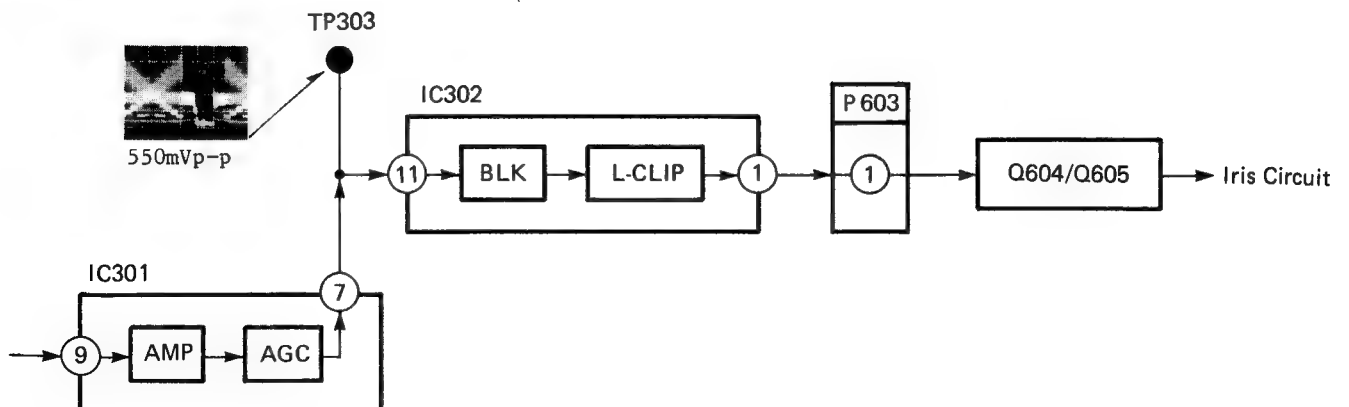 TP303
550mVp-p
IC302
11
BLK
L-CLIP
1
P603
1
Q604/Q605
Iris Circuit
IC301
7
9
AMP
AGC